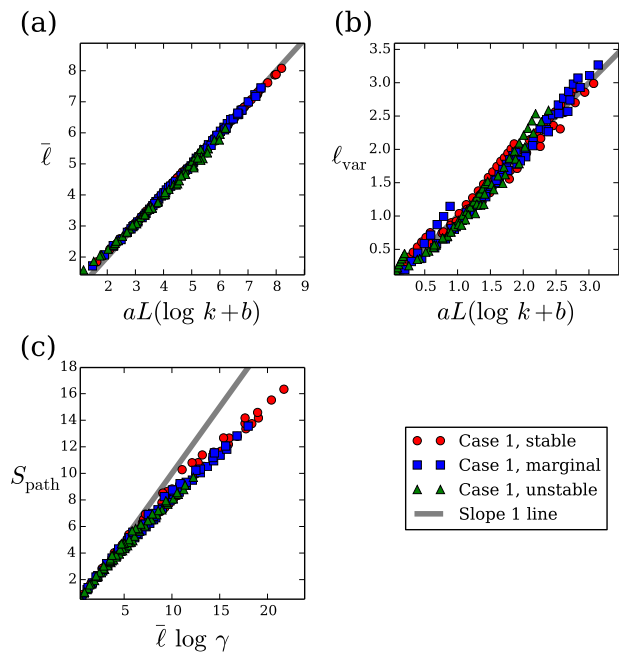 (a)
8
7
6
5
4
3
2
ℓ̄
2 3 4 5 6 7 8 9
aL(log k+b)
(b)
3.5
3.0
2.5
2.0
1.5
1.0
0.5
ℓvar
0.5 1.0 1.5 2.0 2.5 3.0
aL(log k+b)
(c)
18
16
14
12
10
8
6
4
2
Spath
5 10 15 20
ℓ̄ log γ
Case 1, stable
Case 1, marginal
Case 1, unstable
Slope 1 line